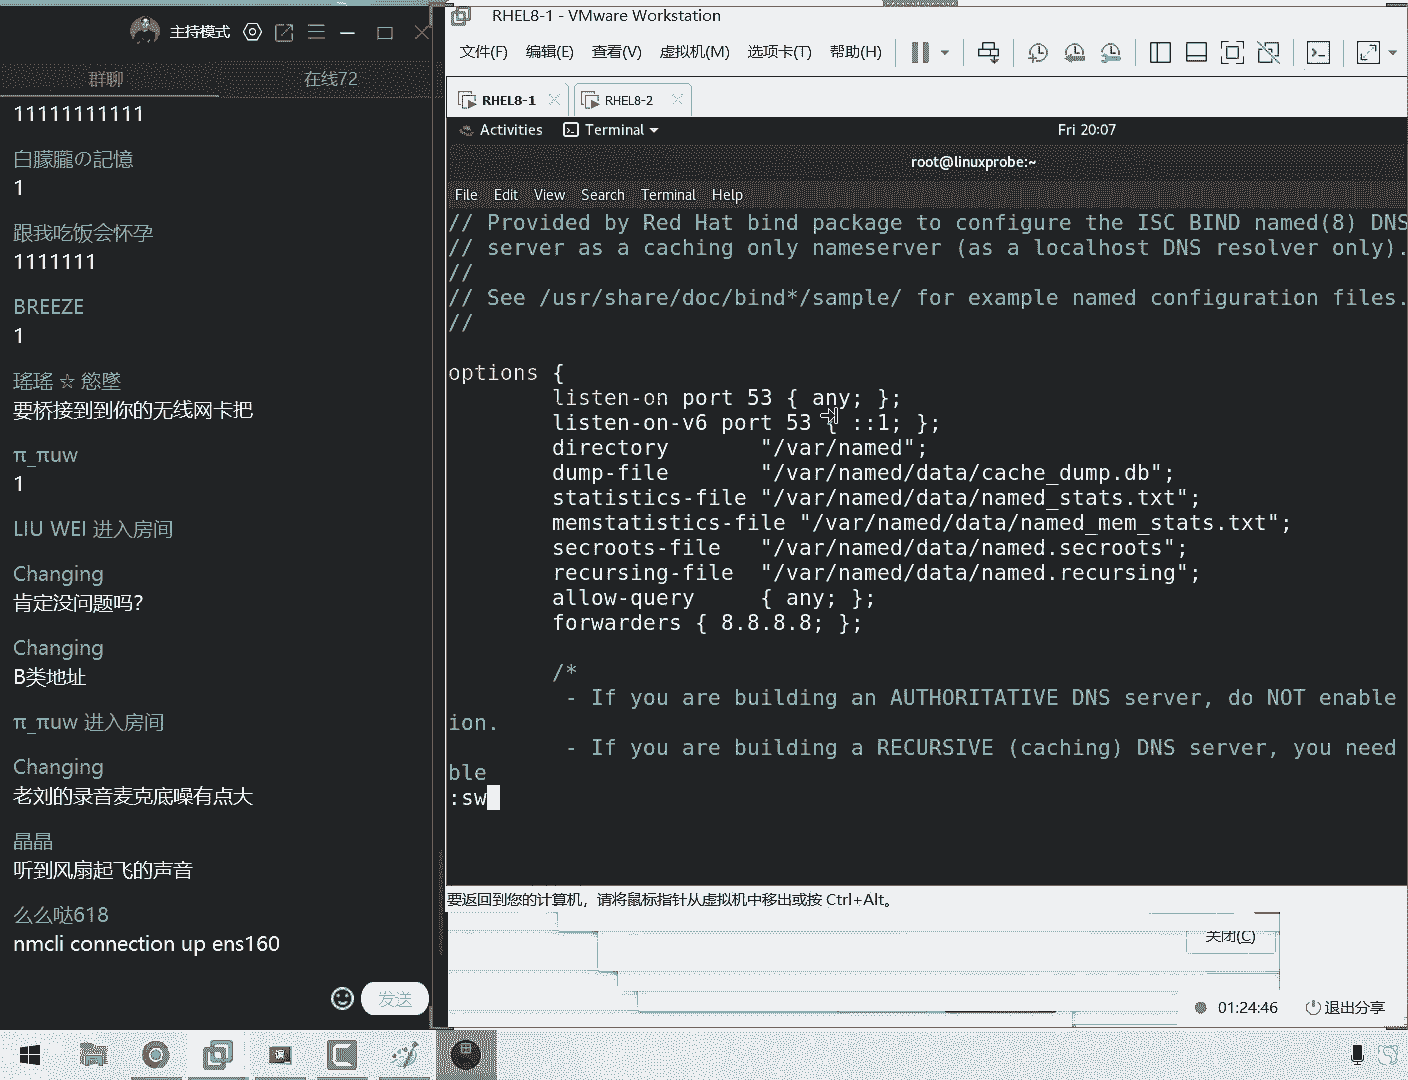 主持模式
群聊
在线72
11111111111
白朦朧の記憶
1
跟我吃饭会怀孕
1111111
BREEZE
1
瑤瑤 ☆ 慾墜
要桥接到到你的无线网卡把
π_πuw
1
LIU WEI 进入房间
Changing
肯定没问题吗?
Changing
B类地址
π_πuw 进入房间
Changing
老刘的录音麦克底噪有点大
晶晶
听到风扇起飞的声音
么么哒618
nmcli connection up ens160
发送
RHEL8-1 - VMware Workstation
文件(F) 编辑(E) 查看(V) 虚拟机(M) 选项卡(T) 帮助(H)
RHEL8-1
RHEL8-2
Activities Terminal Fri 20:07
root@linuxprobe:~
File Edit View Search Terminal Help
// Provided by Red Hat bind package to configure the ISC BIND named(8) DNS
// server as a caching only nameserver (as a localhost DNS resolver only).
//
// See /usr/share/doc/bind*/sample/ for example named configuration files.
//
options {
listen-on port 53 { any; };
listen-on-v6 port 53 { ::1; };
directory "/var/named";
dump-file "/var/named/data/cache_dump.db";
statistics-file "/var/named/data/named_stats.txt";
memstatistics-file "/var/named/data/named_mem_stats.txt";
secroots-file "/var/named/data/named.secroots";
recursing-file "/var/named/data/named.recursing";
allow-query { any; };
forwarders { 8.8.8.8; };
/*
- If you are building an AUTHORITATIVE DNS server, do NOT enable
ion.
- If you are building a RECURSIVE (caching) DNS server, you need
ble
:sw
要返回到您的计算机，请将鼠标指针从虚拟机中移出或按 Ctrl+Alt。
关闭(C)
01:24:46 退出分享